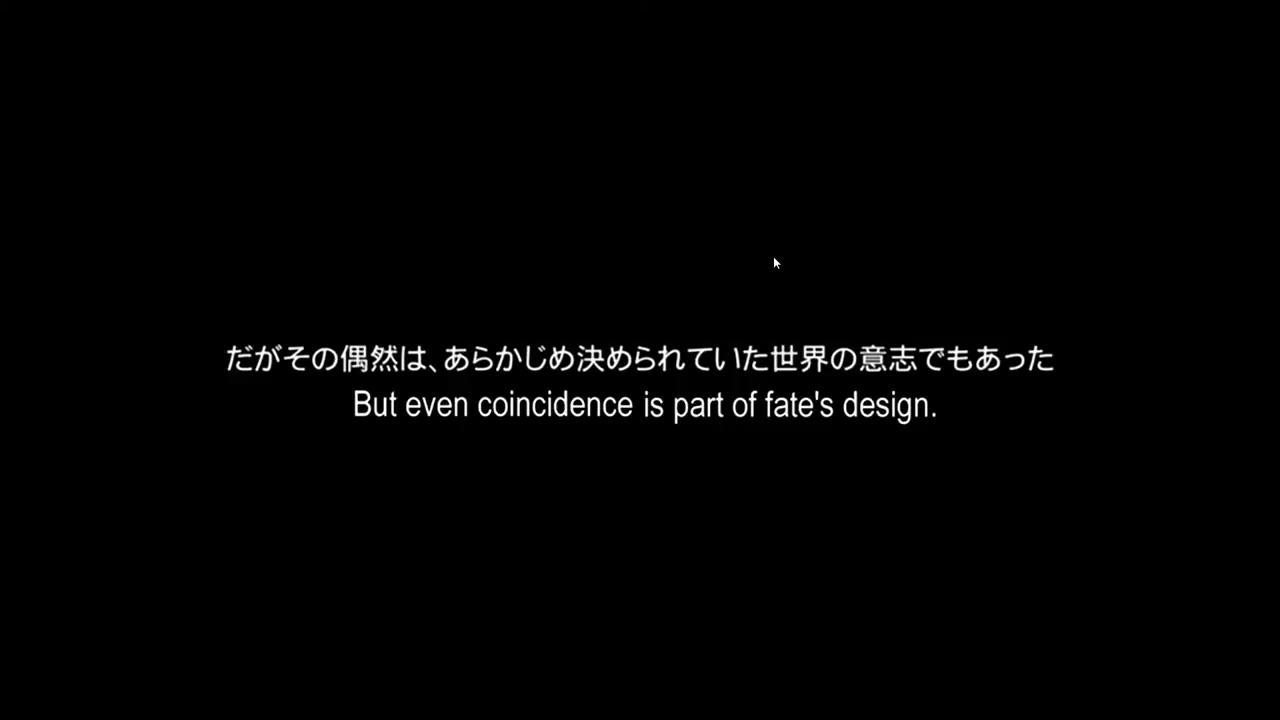 だがその偶然は、あらかじめ決められていた世界の意志でもあった
But even coincidence is part of fate's design.